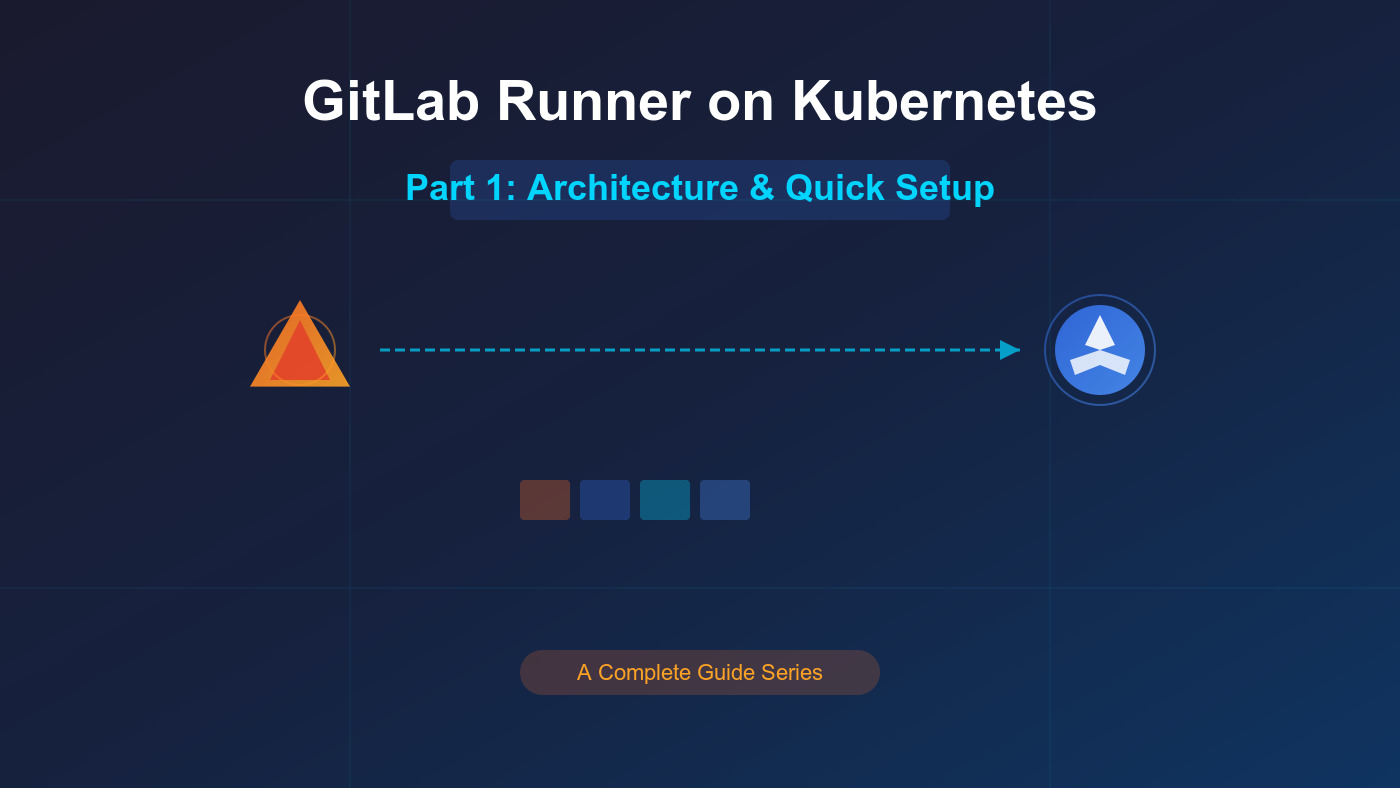 GitLab Runner on Kubernetes
Part 1: Architecture & Quick Setup
A Complete Guide Series